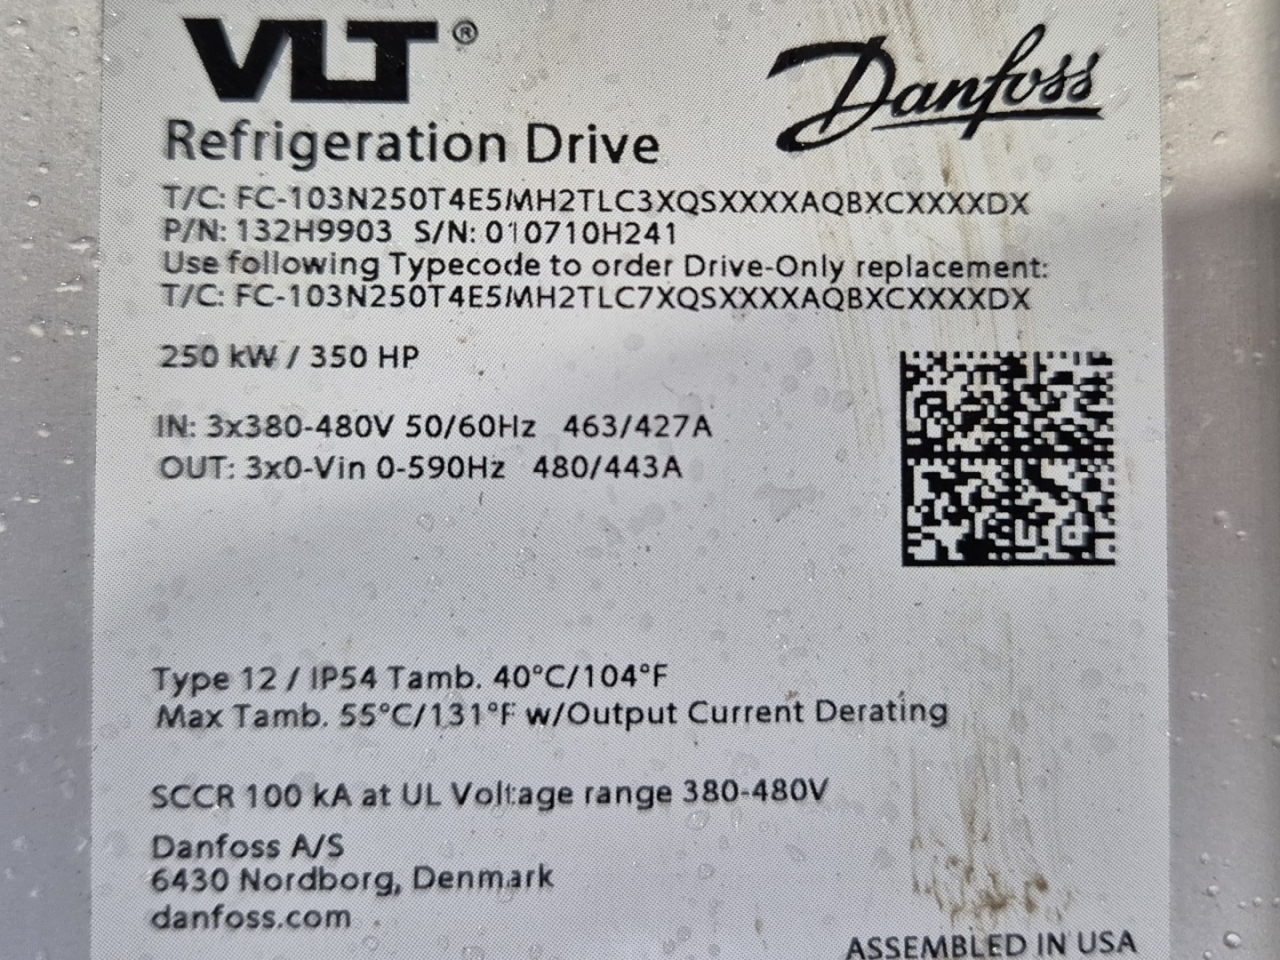 VLT®
Danfoss
Refrigeration Drive
T/C: FC-103N250T4E5MH2TLC3XQSXXXXAQBXCXXXXDX
P/N: 132H9903 S/N: 010710H241
Use following Typecode to order Drive-Only replacement:
T/C: FC-103N250T4E5MH2TLC7XQSXXXXAQBXCXXXXDX
250 kW / 350 HP
IN: 3x380-480V 50/60Hz 463/427A
OUT: 3x0-Vin 0-590Hz 480/443A
Type 12 / IP54 Tamb. 40°C/104°F
Max Tamb. 55°C/131°F w/Output Current Derating
SCCR 100 kA at UL Voltage range 380-480V
Danfoss A/S
6430 Nordborg, Denmark
danfoss.com
ASSEMBLED IN USA